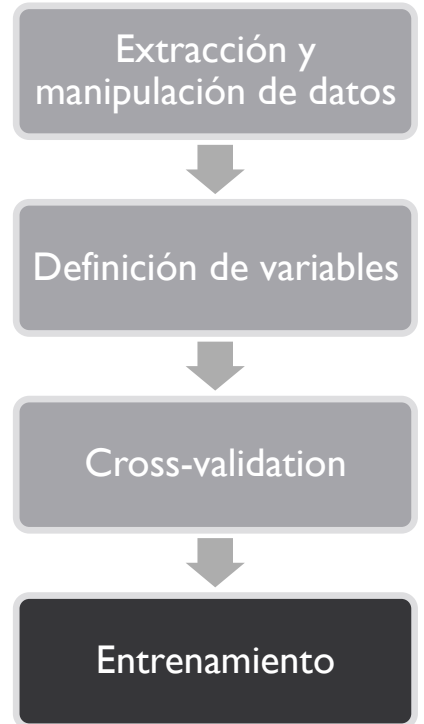 Extracción y
manipulación de datos
Definición de variables
Cross-validation
Entrenamiento